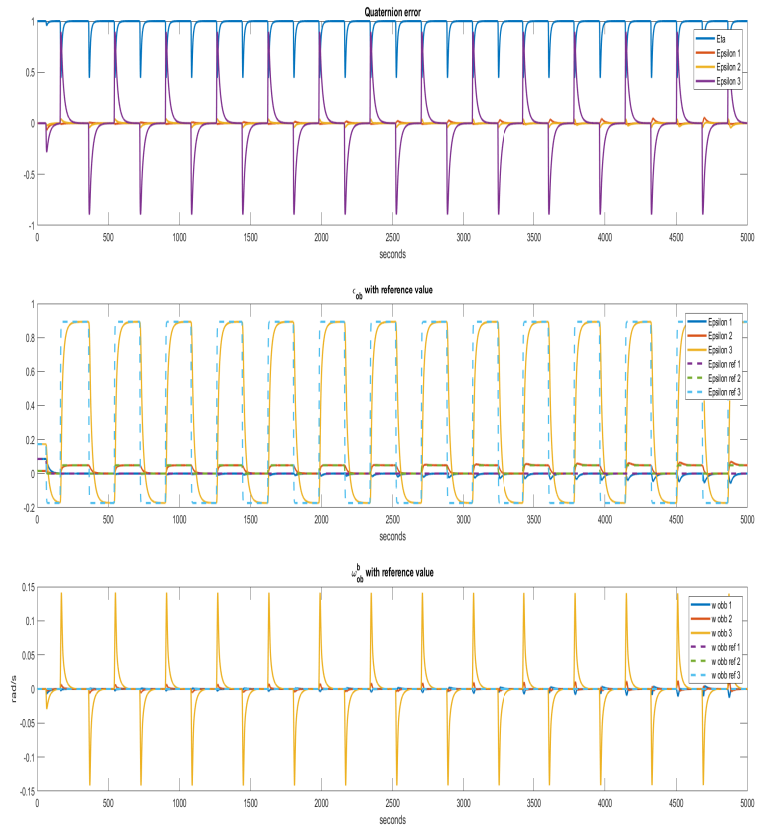 Quaternion error
1
0.5
0
-0.5
-1
Eta
Epsilon 1
Epsilon 2
Epsilon 3
0 500 1000 1500 2000 2500 3000 3500 4000 4500 5000
seconds
ϵob with reference value
1
0.8
0.6
0.4
0.2
0
-0.2
Epsilon 1
Epsilon 2
Epsilon 3
Epsilon ref 1
Epsilon ref 2
Epsilon ref 3
0 500 1000 1500 2000 2500 3000 3500 4000 4500 5000
seconds
ω b ob with reference value
rad/s
0.15
0.1
0.05
0
-0.05
-0.1
-0.15
w obb 1
w obb 2
w obb 3
w obb ref 1
w obb ref 2
w obb ref 3
0 500 1000 1500 2000 2500 3000 3500 4000 4500 5000
seconds